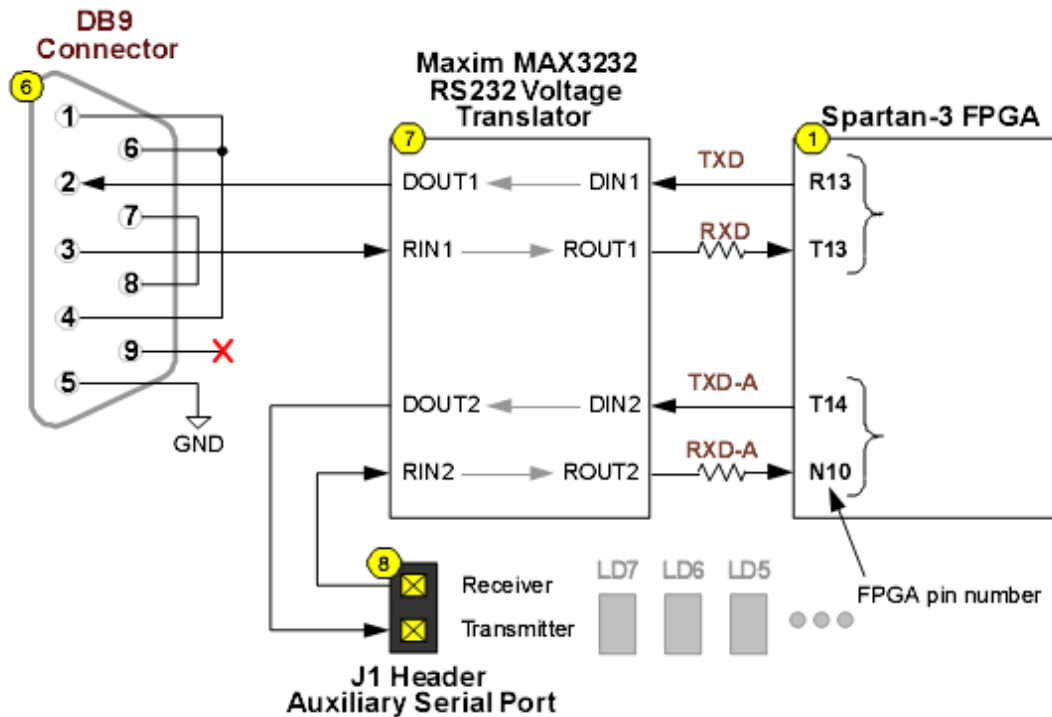 DB9
Connector
6
1
6
2
7
3
8
4
9
5
GND
Maxim MAX3232
RS232 Voltage
Translator
7
DOUT1
DIN1
RIN1
ROUT1
DOUT2
DIN2
RIN2
ROUT2
TXD
RXD
TXD-A
RXD-A
Spartan-3 FPGA
1
R13
T13
T14
N10
FPGA pin number
8
Receiver
Transmitter
J1 Header
Auxiliary Serial Port
LD7 LD6 LD5